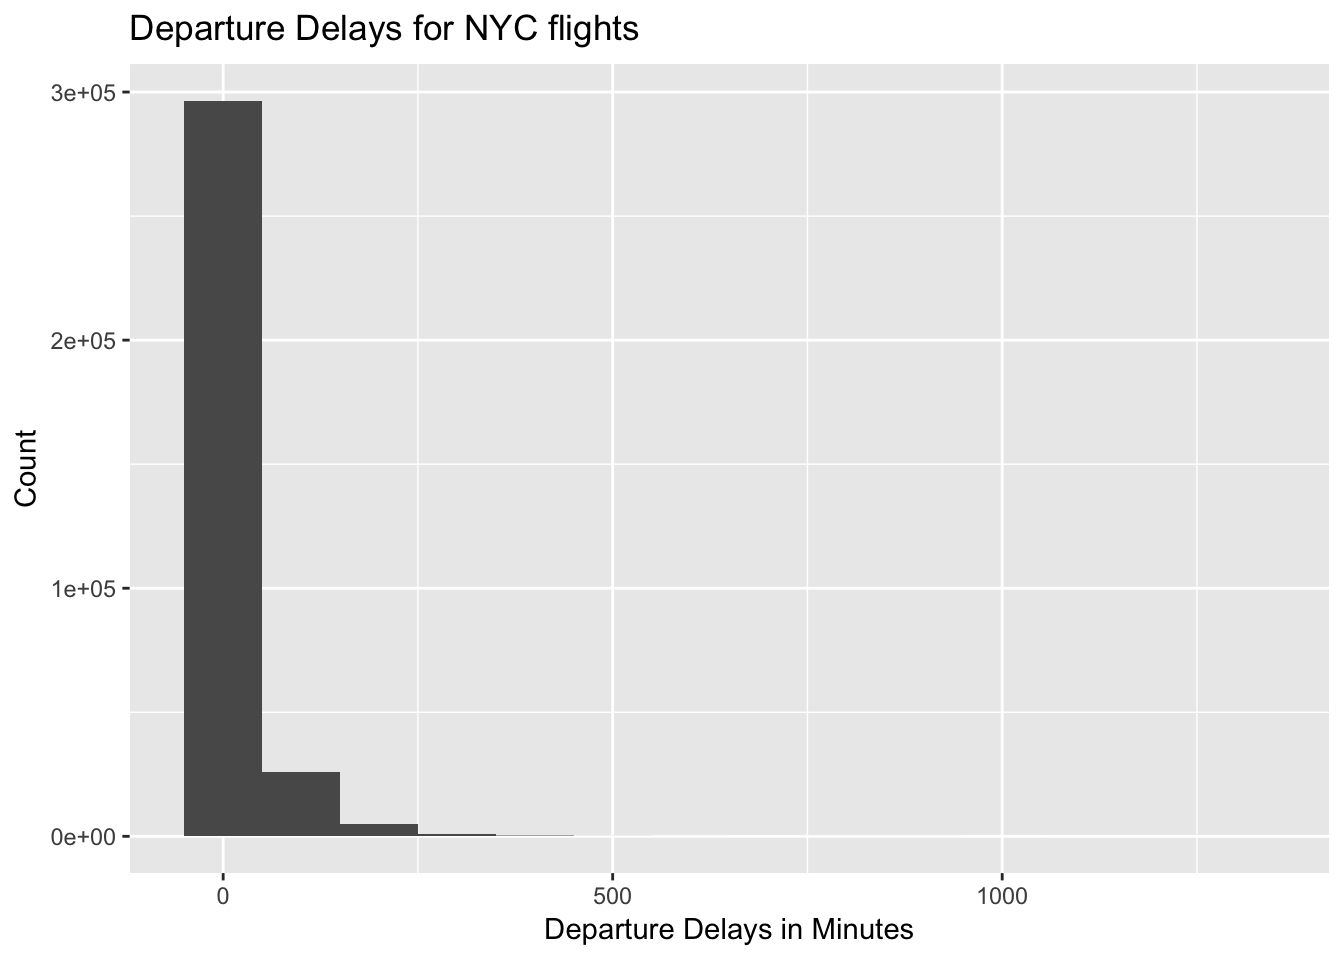 Departure Delays for NYC flights
3e+05
2e+05
1e+05
0e+00
Count
0
500
1000
Departure Delays in Minutes